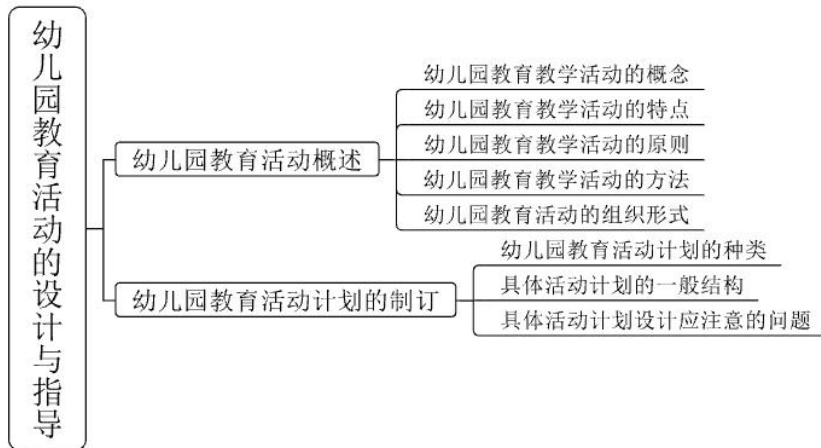 幼儿园教育活动的设计与指导
幼儿园教育活动概述
幼儿园教育教学活动的概念
幼儿园教育教学活动的特点
幼儿园教育教学活动的原则
幼儿园教育教学活动的方法
幼儿园教育活动的组织形式
幼儿园教育活动计划的制订
幼儿园教育活动计划的种类
具体活动计划的一般结构
具体活动计划设计应注意的问题